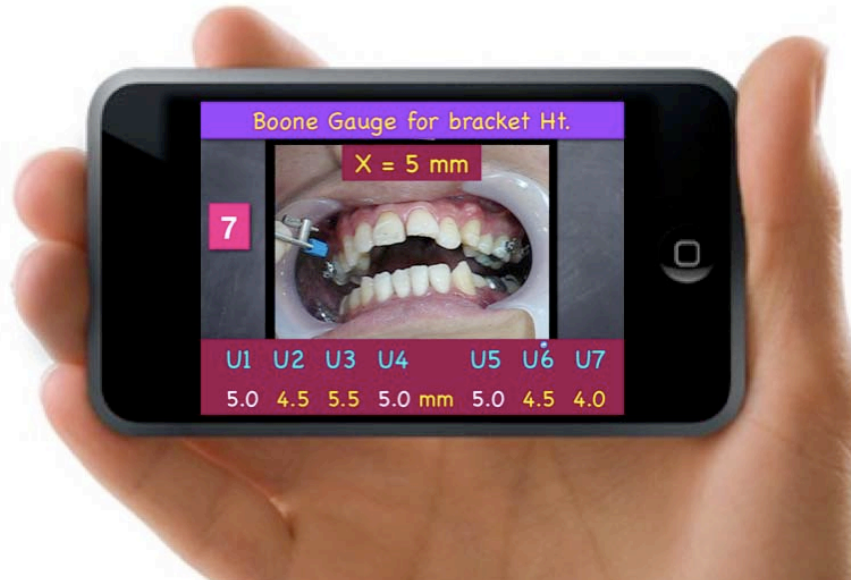 Boone Gauge for bracket Ht.
X = 5 mm
7
U1 U2 U3 U4 U5 U6 U7
5.0 4.5 5.5 5.0 mm 5.0 4.5 4.0